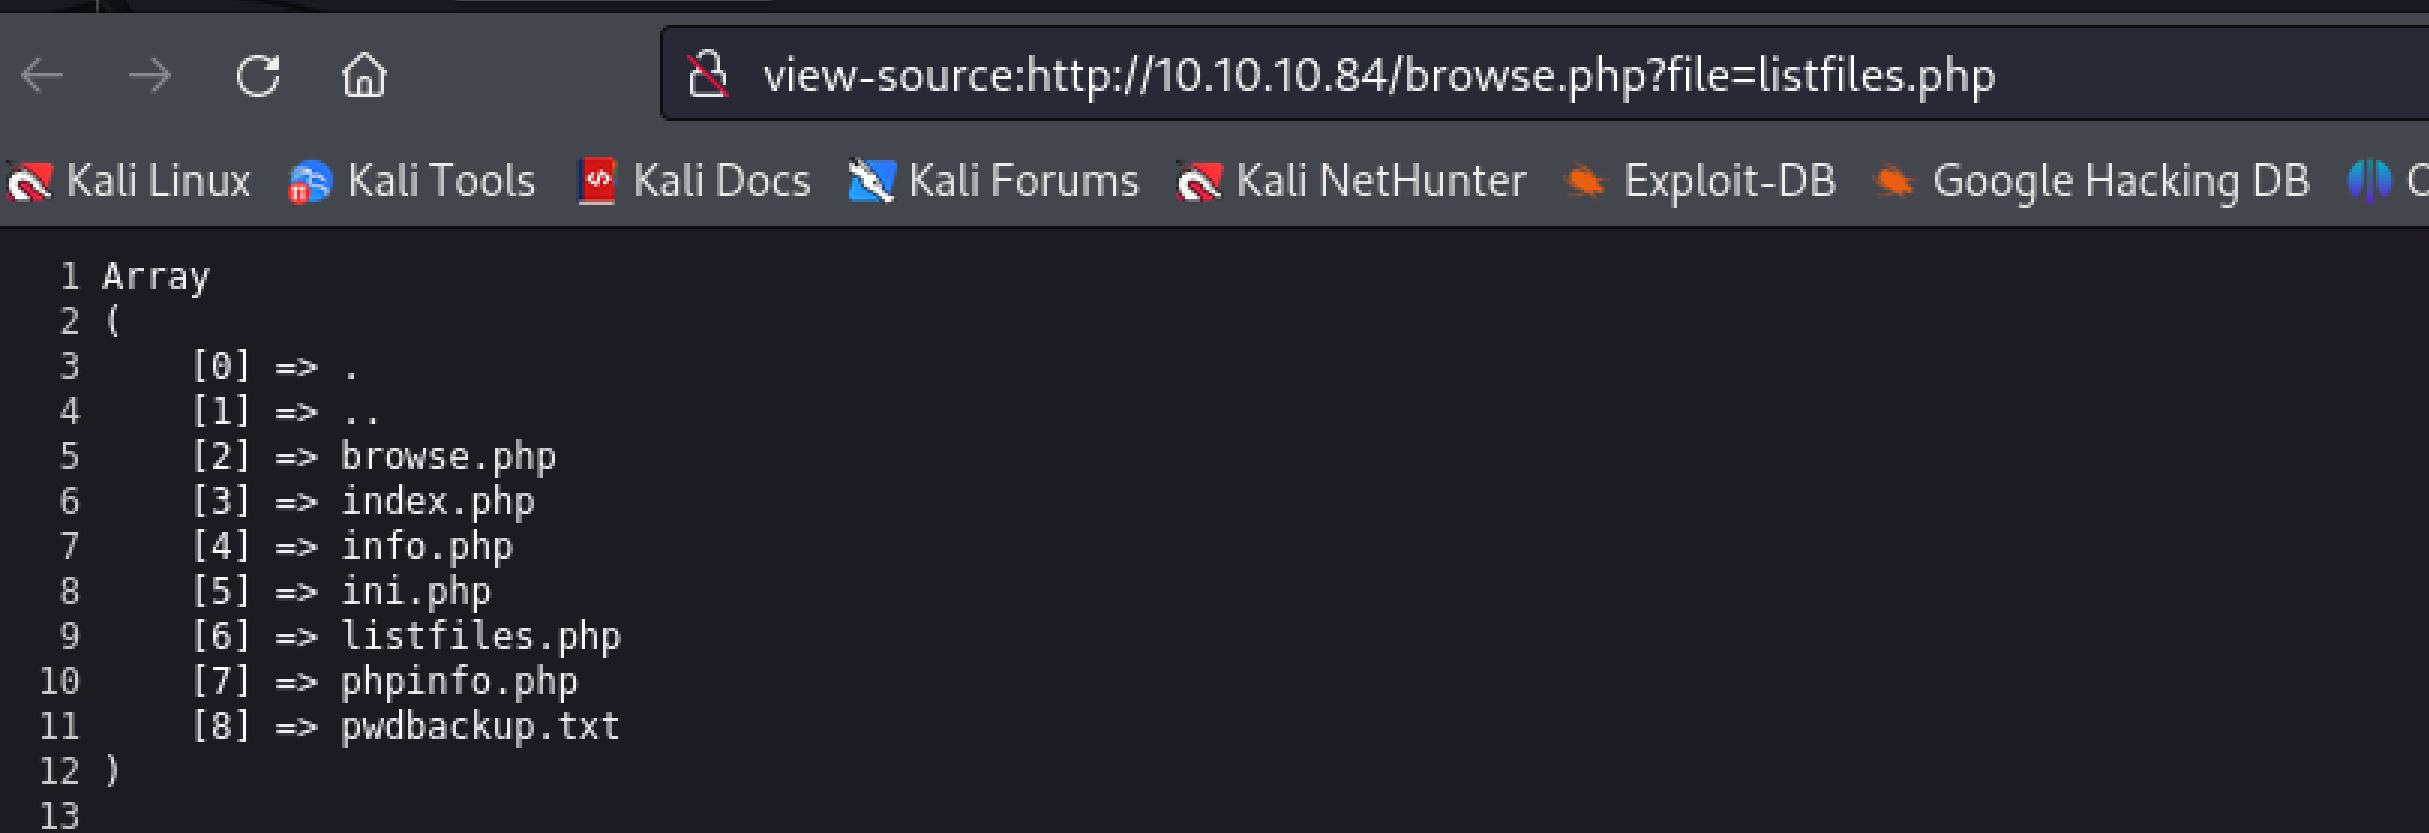 view-source:http://10.10.10.84/browse.php?file=listfiles.php
Kali Linux Kali Tools Kali Docs Kali Forums Kali NetHunter Exploit-DB Google Hacking DB
1 Array
2 (
3     [0] => .
4     [1] => ..
5     [2] => browse.php
6     [3] => index.php
7     [4] => info.php
8     [5] => ini.php
9     [6] => listfiles.php
10     [7] => phpinfo.php
11     [8] => pwdbackup.txt
12 )
13